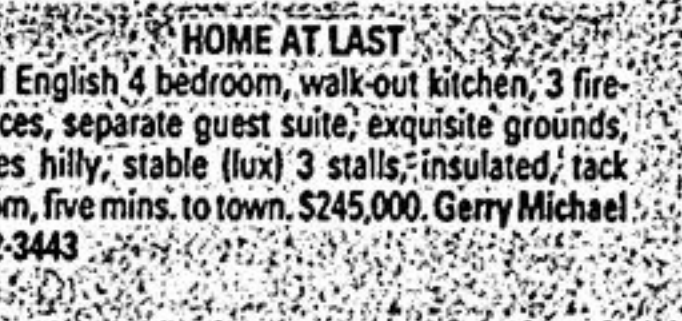 HOME AT LAST
l English 4 bedroom, walk-out kitchen, 3 fire-
ces, separate guest suite, exquisite grounds,
es hilly, stable (lux) 3 stalls, insulated, tack
om, five mins. to town. $245,000. Gerry Michael
-3443